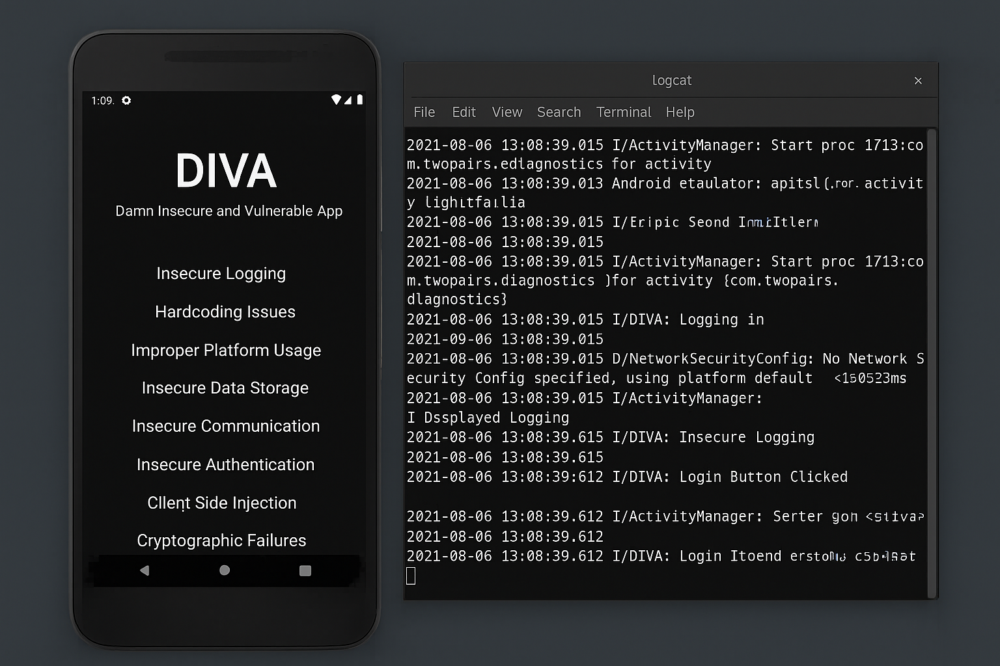 1:09.
DIVA
Damn Insecure and Vulnerable App
Insecure Logging
Hardcoding Issues
Improper Platform Usage
Insecure Data Storage
Insecure Communication
Insecure Authentication
Cllent Side Injection
Cryptographic Failures
logcat
File Edit View Search Terminal Help
2021-08-06 13:08:39.015 I/ActivityManager: Start proc 1713:co
m.twopairs.edlagnostics for activity
2021-08-06 13:08:39.013 Android etaulator: apitsl(.ror. activit
y
2021-08-06 13:08:39.015 I/Eripic Seond
2021-08-06 13:08:39.015
2021-08-06 13:08:39.015 I/ActivityManager: Start proc 1713:co
m.twopairs.diagnostics }for activity {com.twopairs.
dlagnostics}
2021-08-06 13:08:39.015 I/DIVA: Logging in
2021-09-06 13:08:39.015
2021-08-06 13:08:39.015 D/NetworkSecurityConfig: No Network S
ecurity Config specified, using platform default
2021-08-06 13:08:39.015 I/ActivityManager:
I Dssplayed Logging
2021-08-06 13:08:39.615 I/DIVA: Insecure Logging
2021-08-06 13:08:39.615
2021-08-06 13:08:39:612 I/DIVA: Login Button Clicked
2021-08-06 13:08:39.612 I/ActivityManager: Serter
2021-08-06 13:08:39.612
2021-08-06 13:08:39.612 I/DIVA: Login Itoend